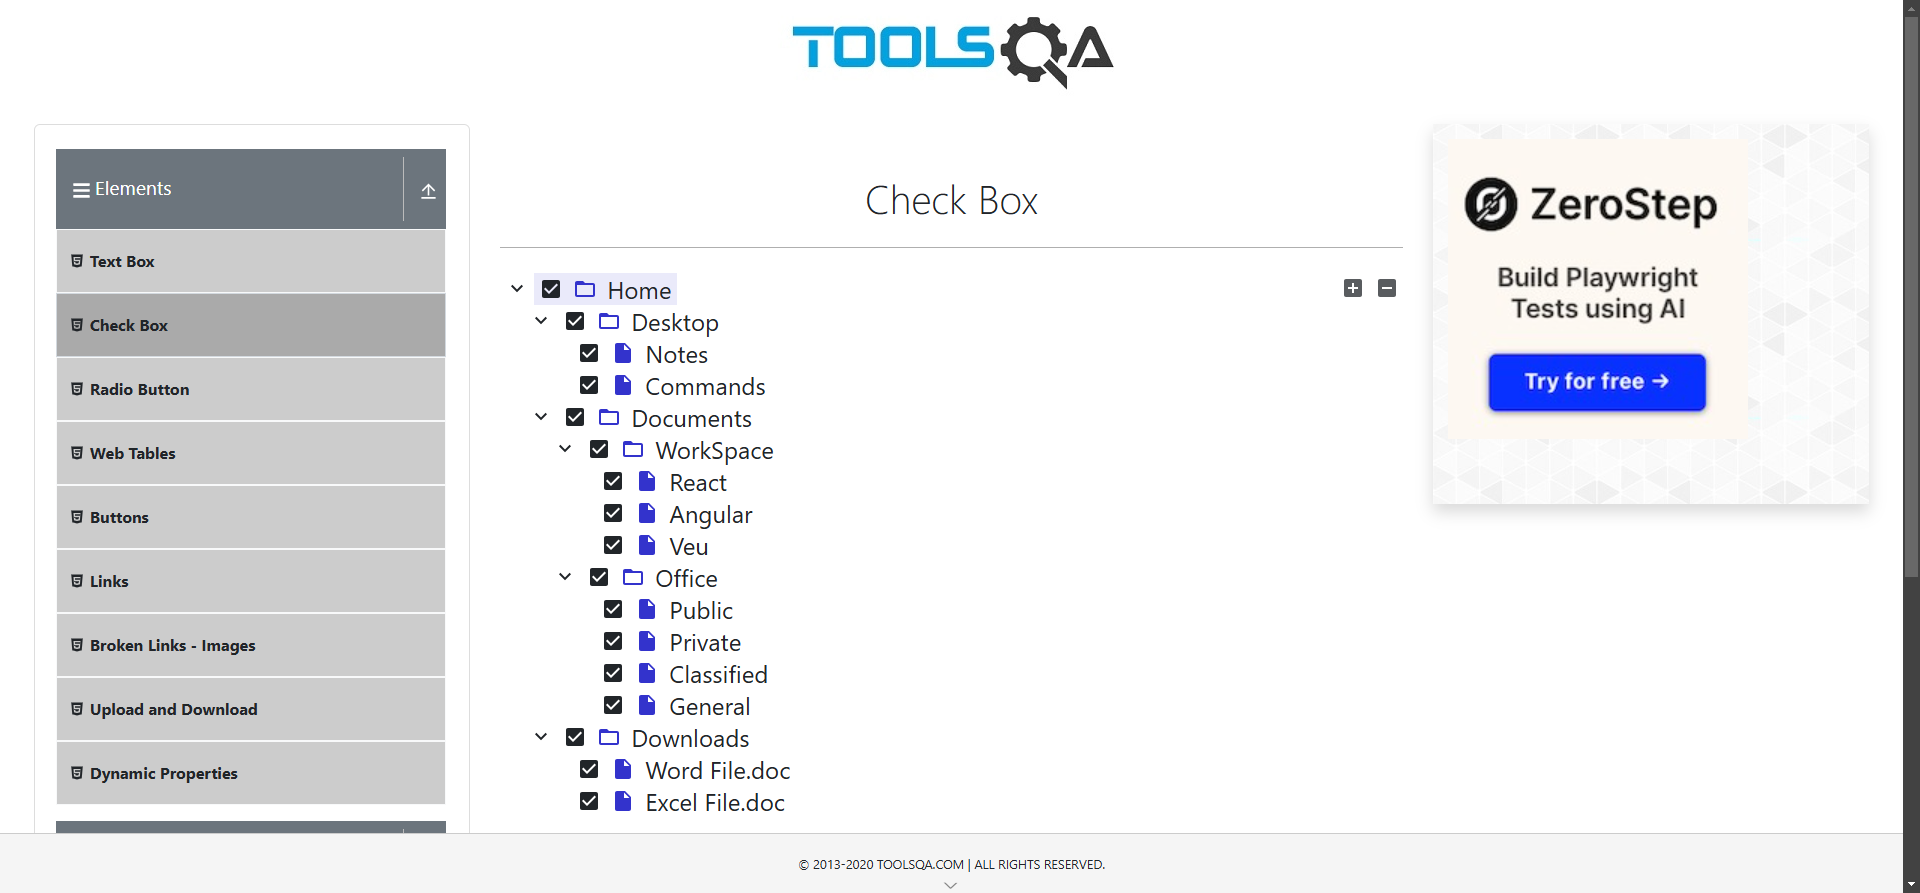 TOOLSQA
Elements
Text Box
Check Box
Radio Button
Web Tables
Buttons
Links
Broken Links - Images
Upload and Download
Dynamic Properties
Check Box
Home
Desktop
Notes
Commands
Documents
WorkSpace
React
Angular
Veu
Office
Public
Private
Classified
General
Downloads
Word File.doc
Excel File.doc
ZeroStep
Build Playwright
Tests using AI
Try for free →
© 2013-2020 TOOLSQA.COM | ALL RIGHTS RESERVED.